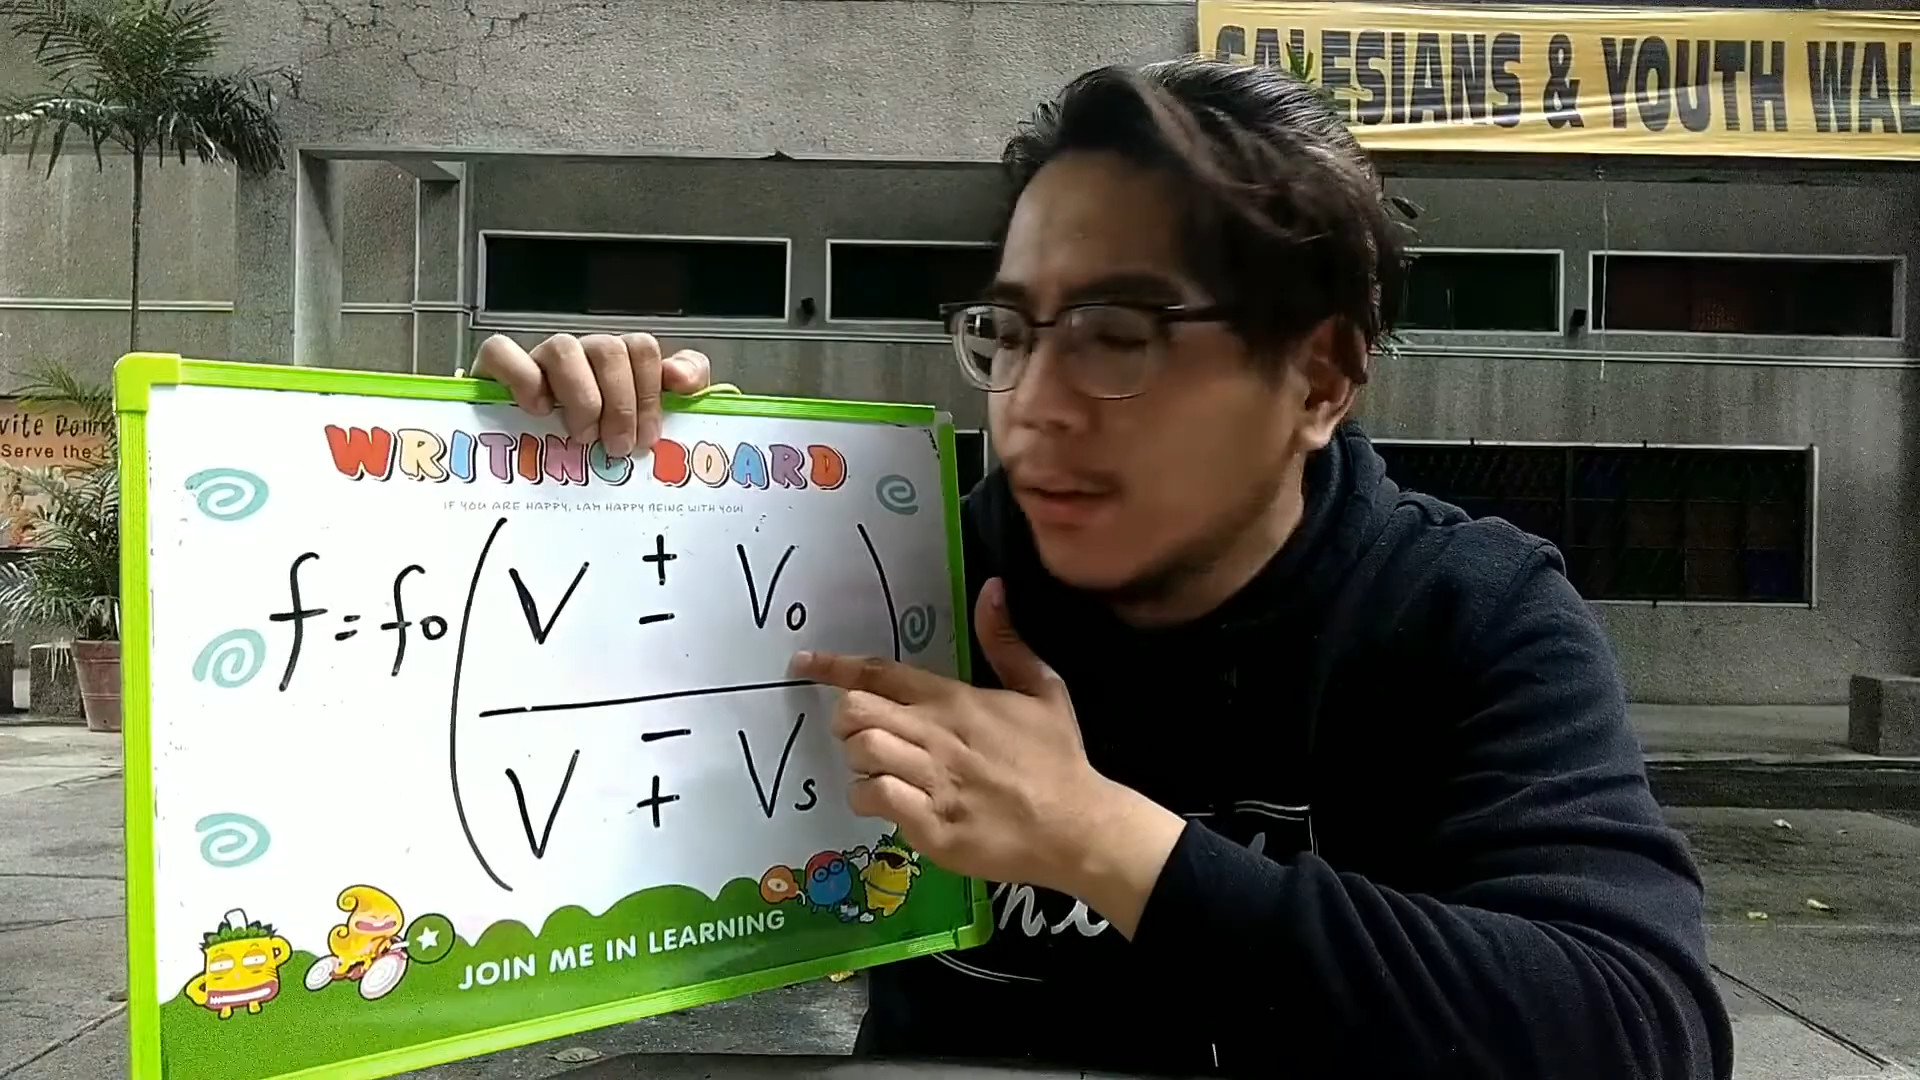 SALESIANS & YOUTH WAL
vite Don
Serve the
WRITING BOARD
IF YOU ARE HAPPY, I,AM HAPPY BEING WITH YOU!
f = fo ( V ± Vo )
V ∓ Vs
JOIN ME IN LEARNING